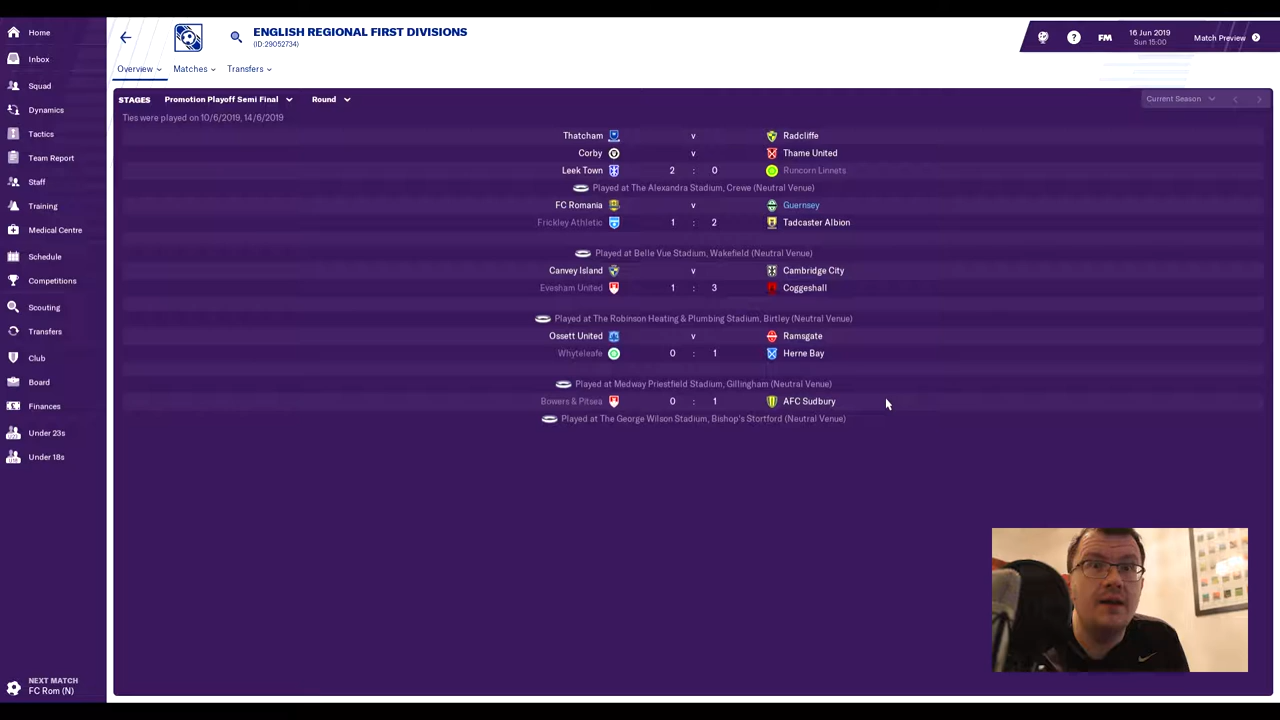 Home
ENGLISH REGIONAL FIRST DIVISIONS
(ID:29052734)
16 Jun 2019
Sun 15:00
FM
Match Preview
Inbox
Overview
Matches
Transfers
Squad
STAGES
Promotion Playoff Semi Final
Round
Current Season
Dynamics
Ties were played on 10/6/2019, 14/6/2019
Tactics
Thatcham v Radcliffe
Team Report
Corby v Thame United
Leek Town 2 : 0 Runcorn Linnets
Staff
Played at The Alexandra Stadium, Crewe (Neutral Venue)
Training
FC Romania v Guernsey
Medical Centre
Frickley Athletic 1 : 2 Tadcaster Albion
Schedule
Played at Belle Vue Stadium, Wakefield (Neutral Venue)
Competitions
Canvey Island v Cambridge City
Evesham United 1 : 3 Coggeshall
Scouting
Played at The Robinson Heating & Plumbing Stadium, Birtley (Neutral Venue)
Transfers
Ossett United v Ramsgate
Club
Whyteleafe 0 : 1 Herne Bay
Board
Played at Medway Priestfield Stadium, Gillingham (Neutral Venue)
Finances
Bowers & Pitsea 0 : 1 AFC Sudbury
Played at The George Wilson Stadium, Bishop's Stortford (Neutral Venue)
Under 23s
Under 18s
NEXT MATCH
FC Rom (N)